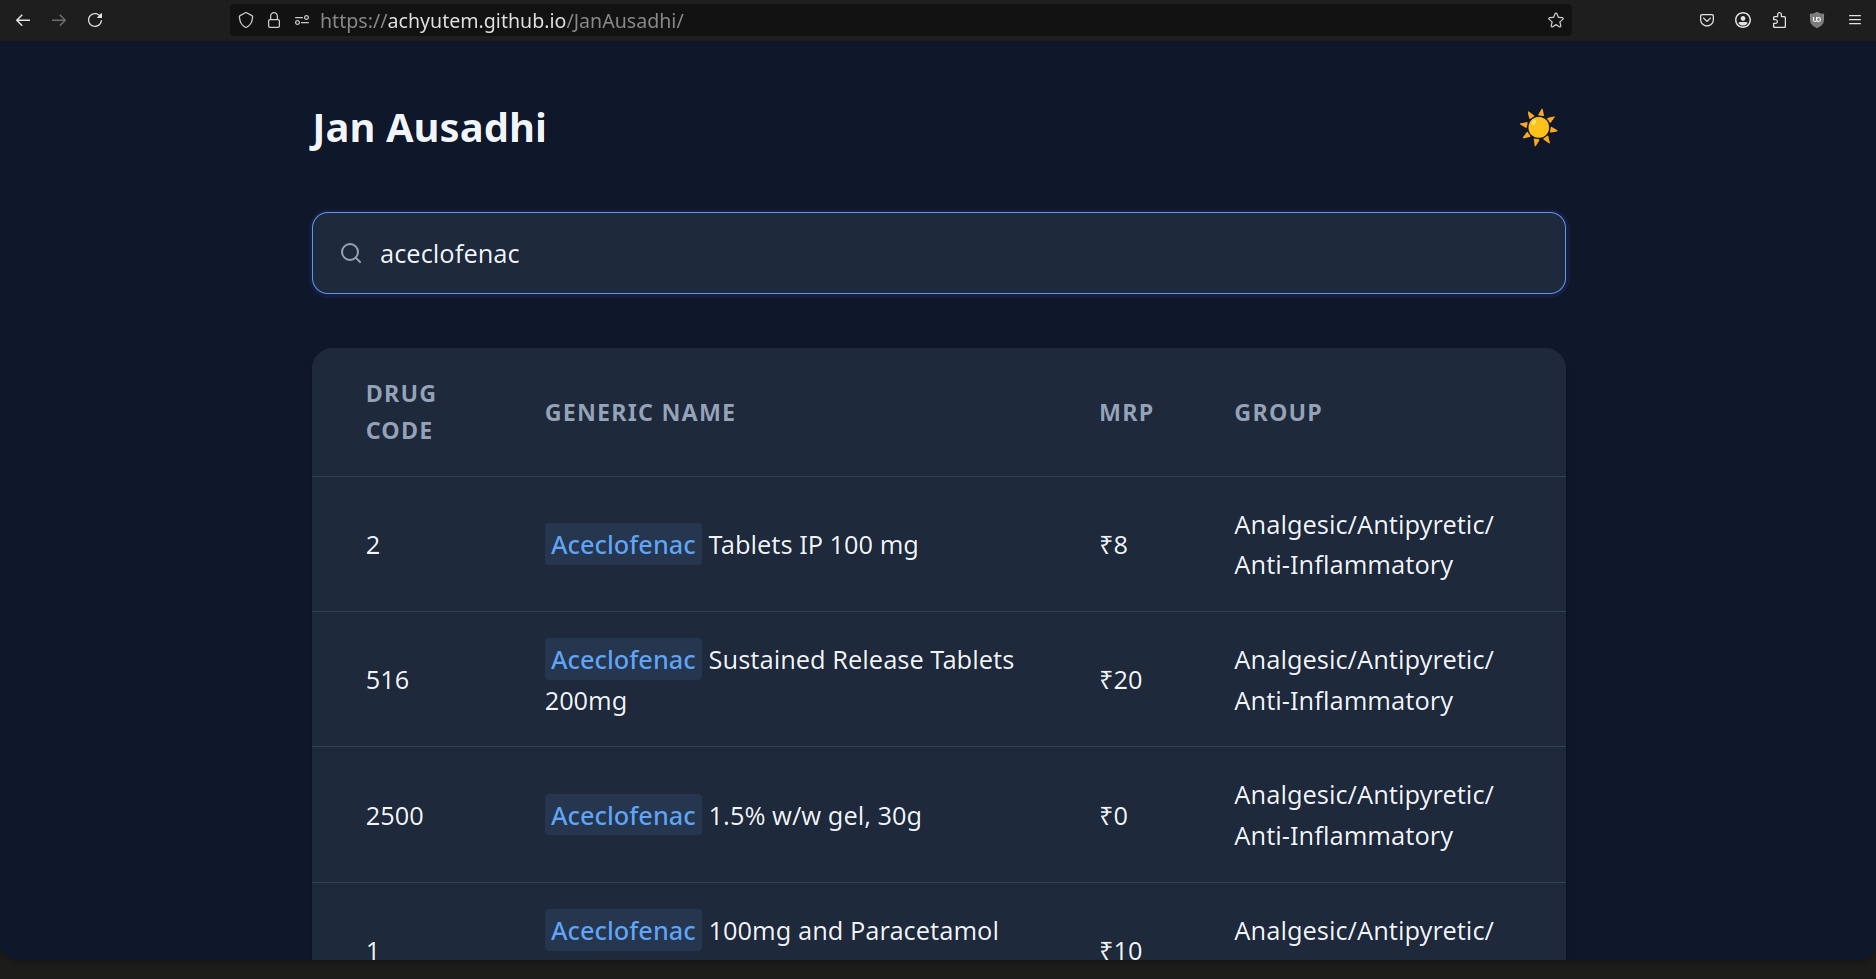 https://achyutem.github.io/JanAusadhi/
Jan Ausadhi
aceclofenac
DRUG CODE
GENERIC NAME
MRP
GROUP
2
Aceclofenac Tablets IP 100 mg
₹8
Analgesic/Antipyretic/
Anti-Inflammatory
516
Aceclofenac Sustained Release Tablets
200mg
₹20
Analgesic/Antipyretic/
Anti-Inflammatory
2500
Aceclofenac 1.5% w/w gel, 30g
₹0
Analgesic/Antipyretic/
Anti-Inflammatory
1
Aceclofenac 100mg and Paracetamol
₹10
Analgesic/Antipyretic/